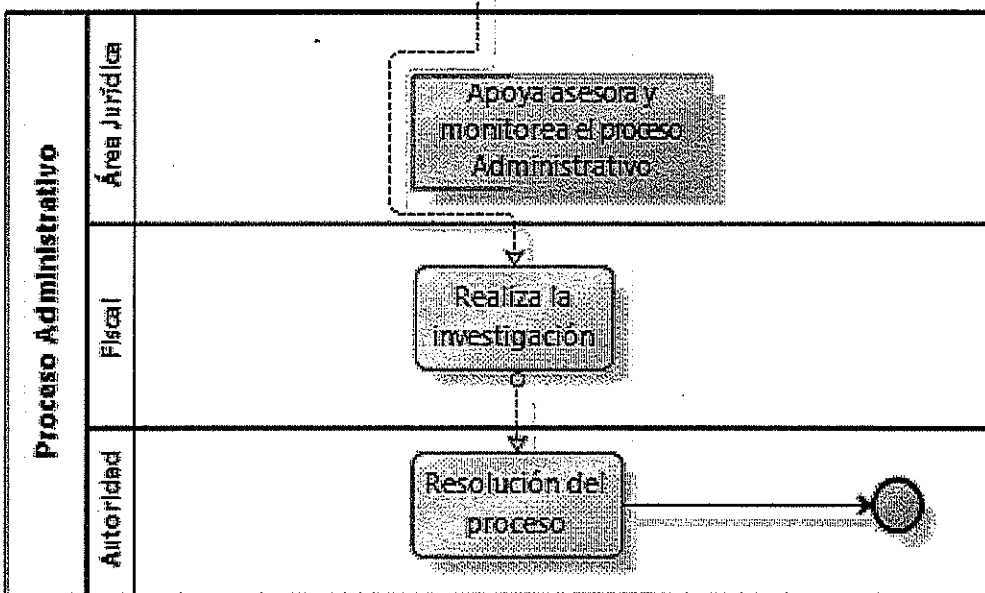 Proceso Administrativo
Área Jurídica
Apoya asesora y
monitorea el proceso
Administrativo
Fiscal
Realiza la
investigación
Autoridad
Resolución del
proceso